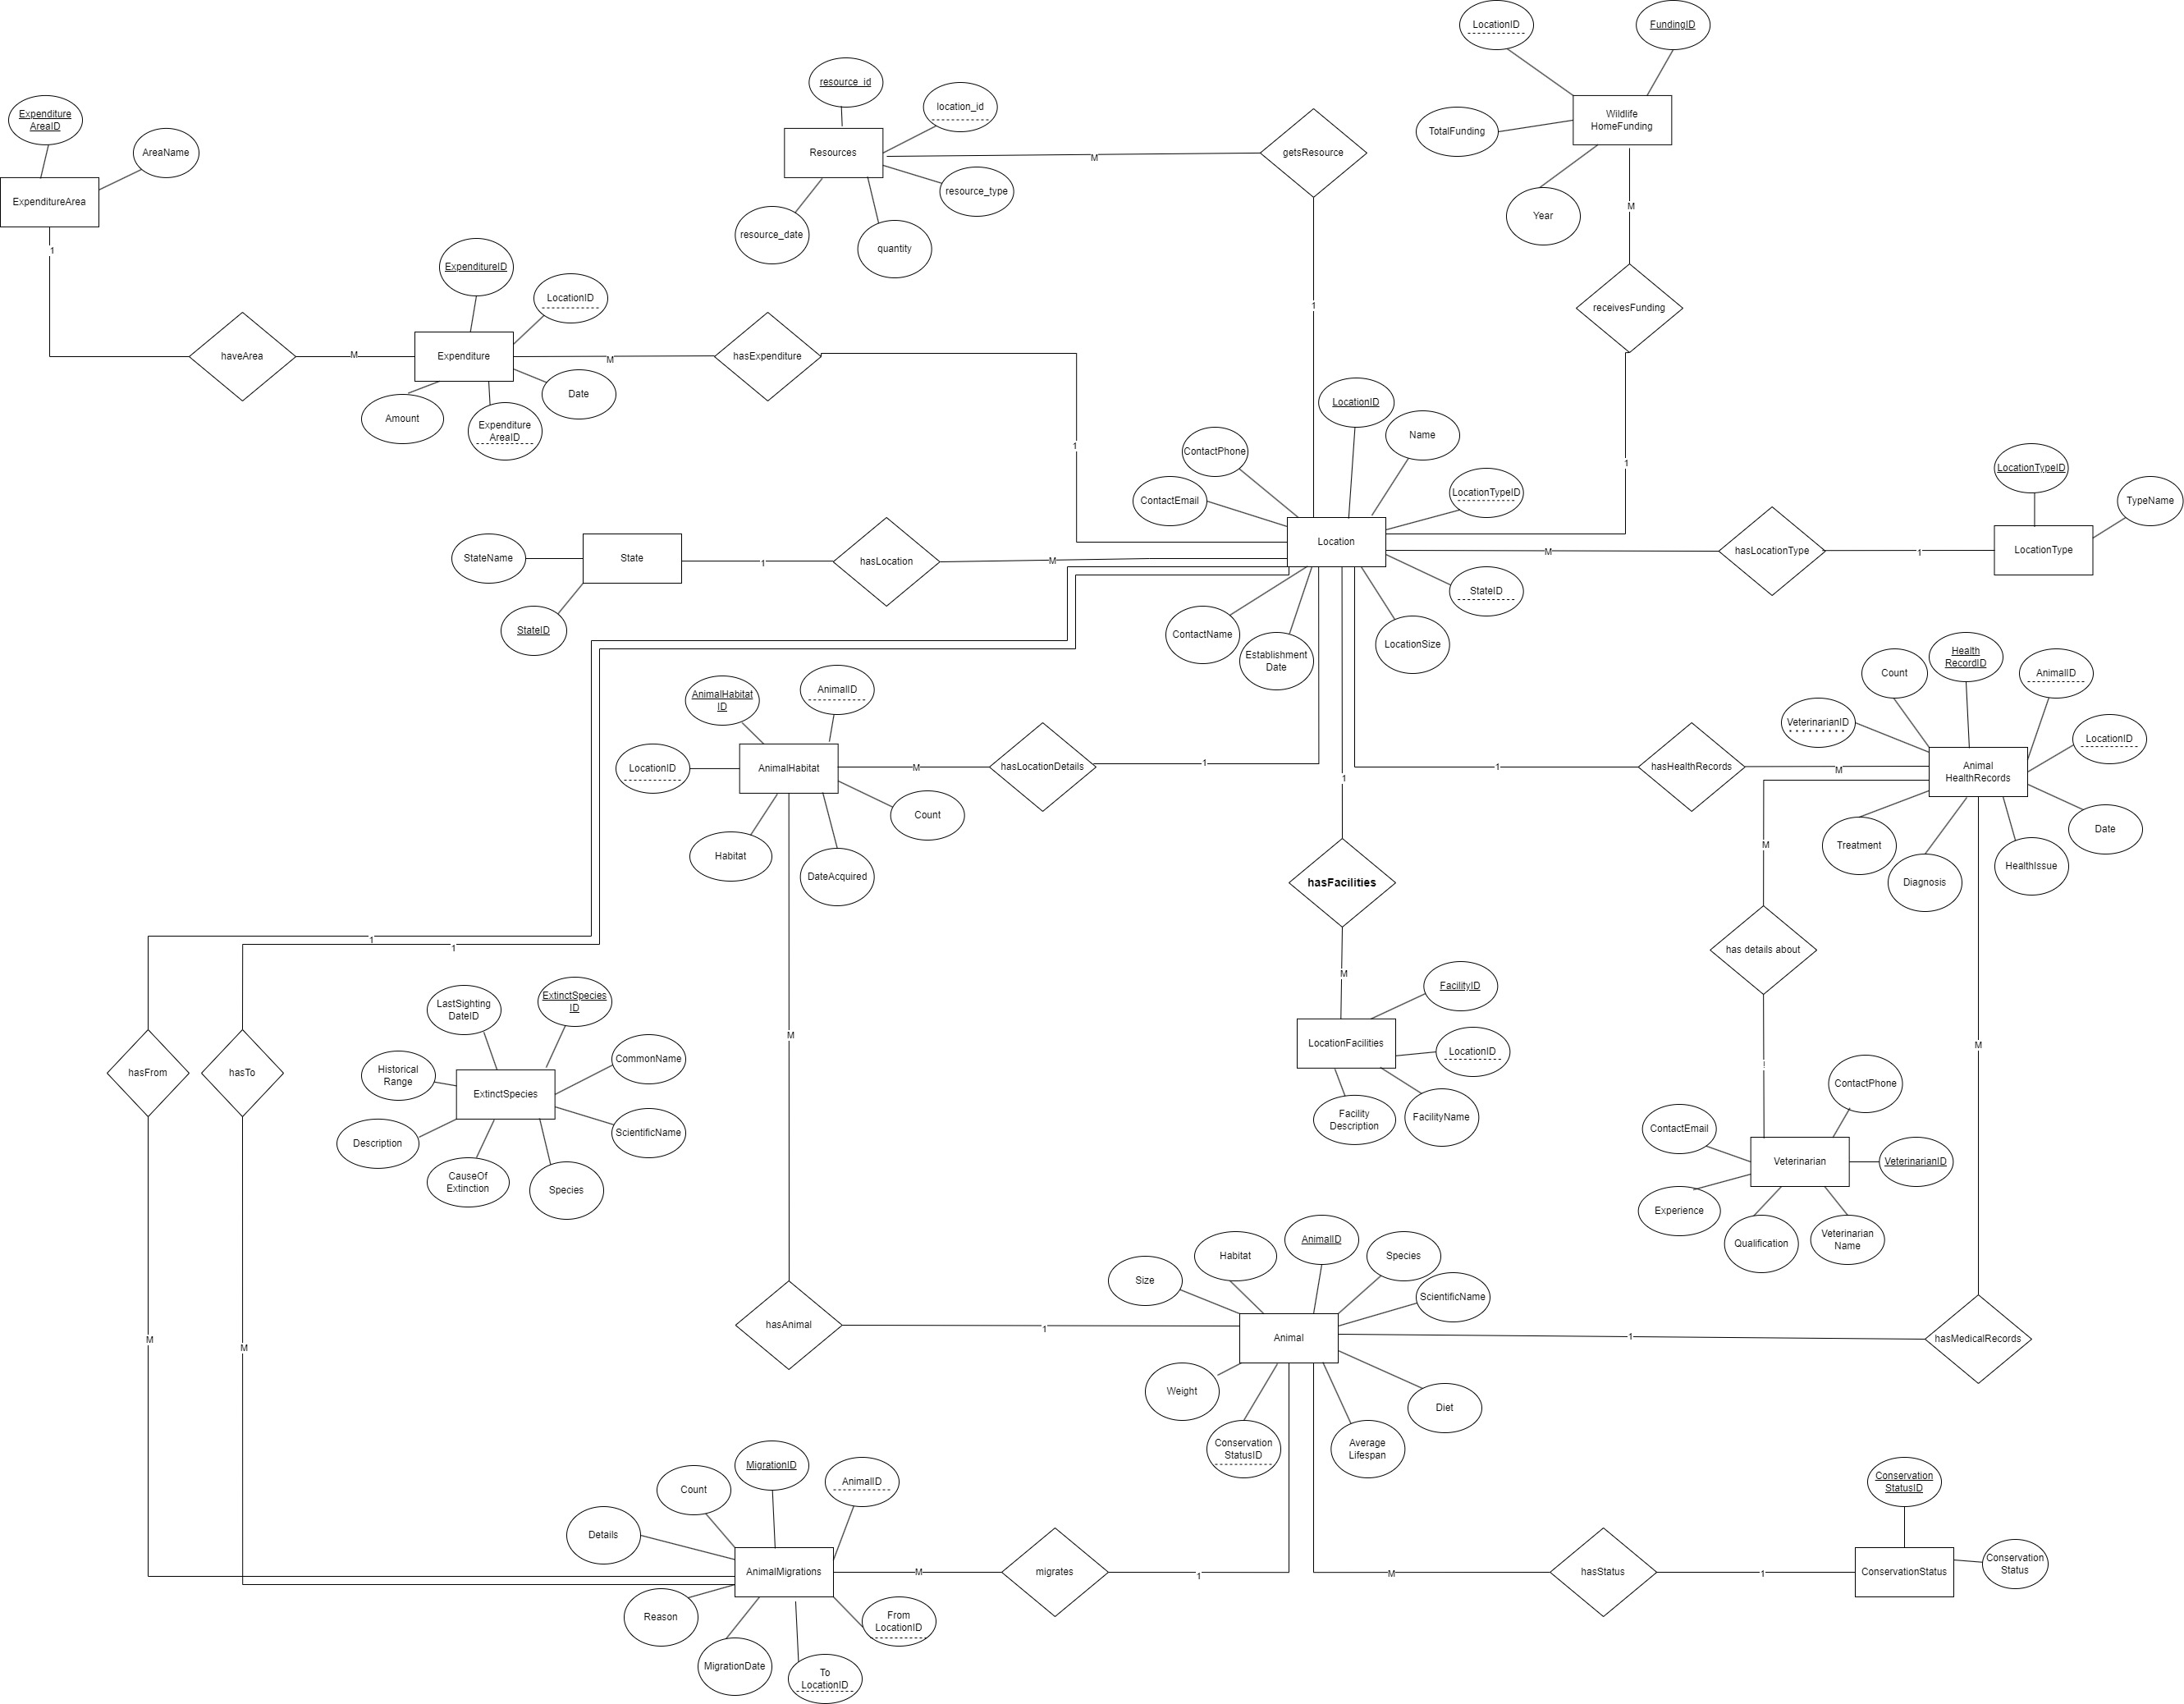 LocationID
FundingID
Wildlife
HomeFunding
TotalFunding
Year
M
receivesFunding
1
resource_id
location_id
Resources
resource_type
resource_date
quantity
M
getsResource
1
Expenditure
AreaID
AreaName
ExpenditureArea
1
haveArea
M
ExpenditureID
LocationID
Expenditure
Amount
Expenditure
AreaID
Date
M
hasExpenditure
1
LocationID
Name
ContactPhone
ContactEmail
LocationTypeID
Location
StateID
ContactName
Establishment
Date
LocationSize
M
hasLocationType
1
LocationTypeID
TypeName
LocationType
StateName
State
StateID
1
hasLocation
M
AnimalHabitat
ID
AnimalID
LocationID
AnimalHabitat
Habitat
DateAcquired
Count
M
hasLocationDetails
1
1
hasFacilities
M
1
hasHealthRecords
M
Health
RecordID
Count
AnimalID
VeterinarianID
LocationID
Animal
HealthRecords
Treatment
Diagnosis
HealthIssue
Date
M
has details about
!
M
1
1
hasFrom
hasTo
M
M
LastSighting
DateID
ExtinctSpecies
ID
Historical
Range
CommonName
ExtinctSpecies
ScientificName
Description
CauseOf
Extinction
Species
M
hasAnimal
1
FacilityID
LocationFacilities
LocationID
Facility
Description
FacilityName
ContactPhone
ContactEmail
Veterinarian
VeterinarianID
Experience
Qualification
Veterinarian
Name
Size
Habitat
AnimalID
Species
ScientificName
Animal
Weight
Conservation
StatusID
Average
Lifespan
Diet
1
hasMedicalRecords
MigrationID
Count
AnimalID
Details
AnimalMigrations
Reason
MigrationDate
To
LocationID
From
LocationID
M
migrates
1
M
hasStatus
1
Conservation
StatusID
ConservationStatus
Conservation
Status